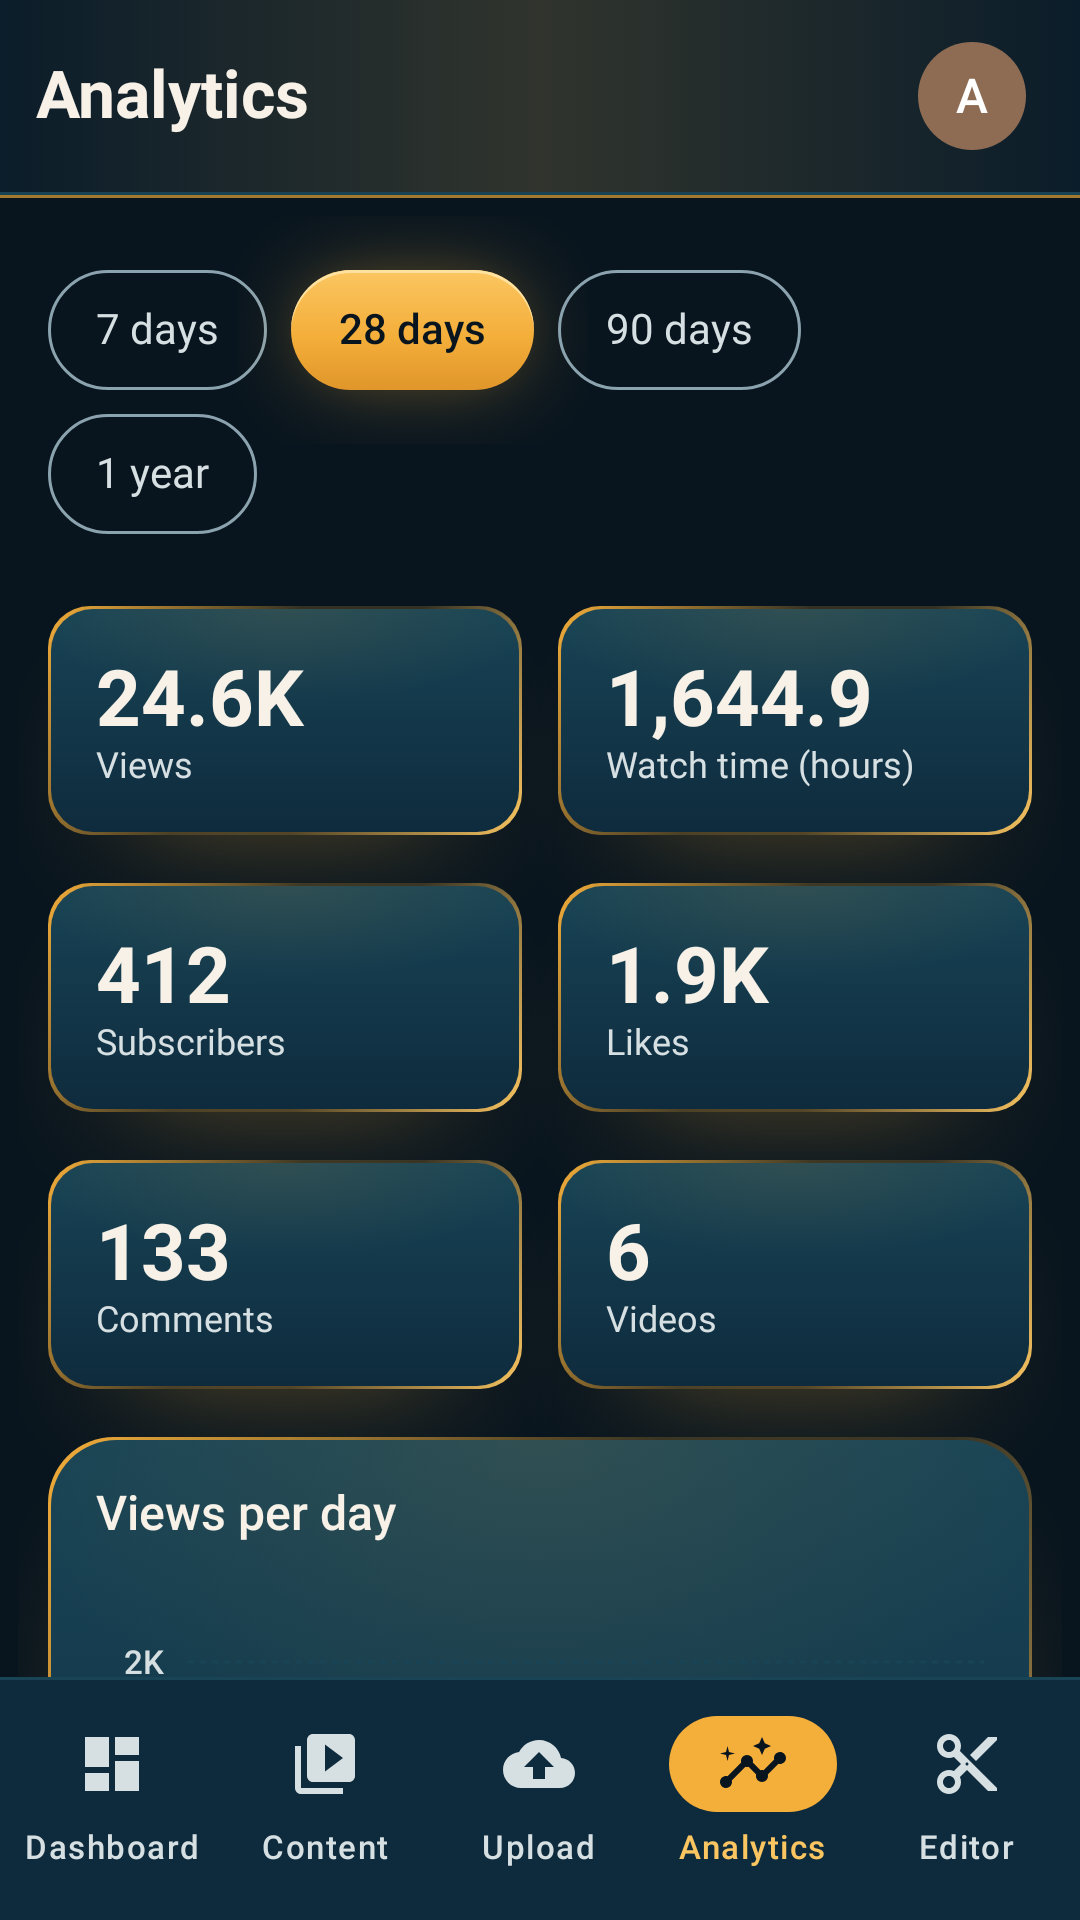 Analytics
A
7 days
28 days
90 days
1 year
24.6K
Views
1,644.9
Watch time (hours)
412
Subscribers
1.9K
Likes
133
Comments
6
Videos
Views per day
2K
Dashboard
Content
Upload
Analytics
Editor